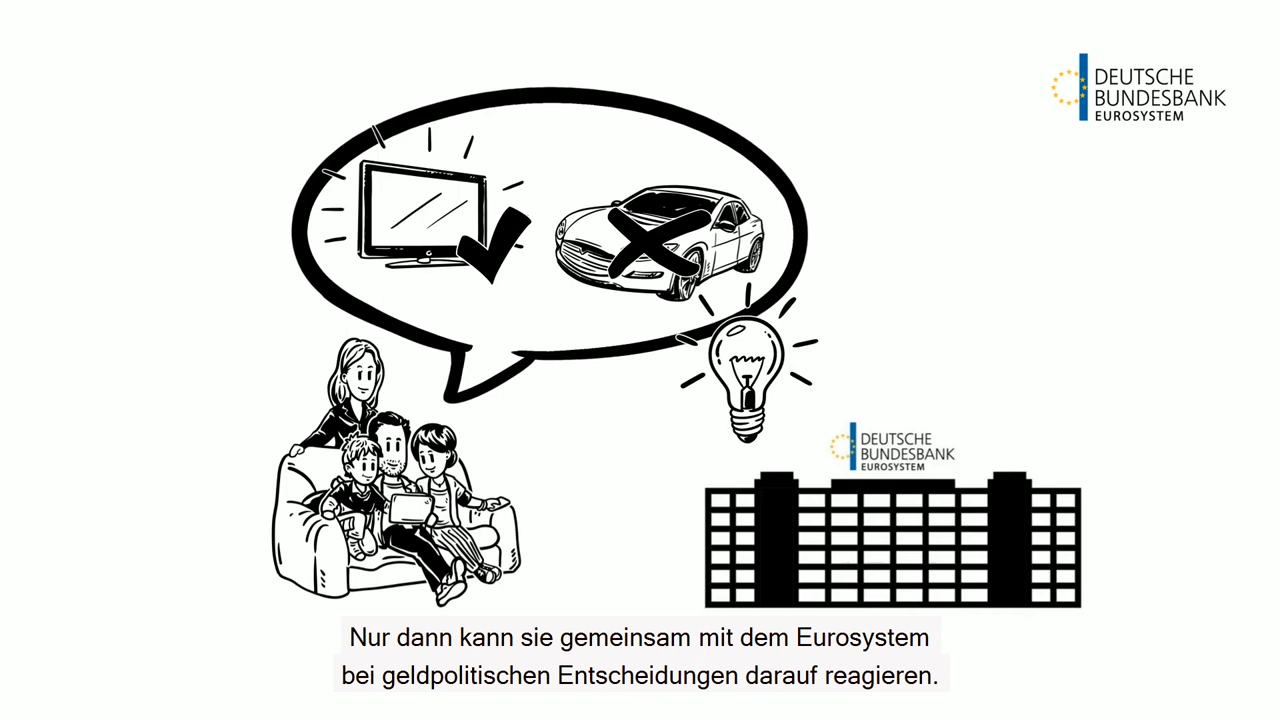 DEUTSCHE
BUNDESBANK
EUROSYSTEM
DEUTSCHE
BUNDESBANK
EUROSYSTEM
Nur dann kann sie gemeinsam mit dem Eurosystem
bei geldpolitischen Entscheidungen darauf reagieren.